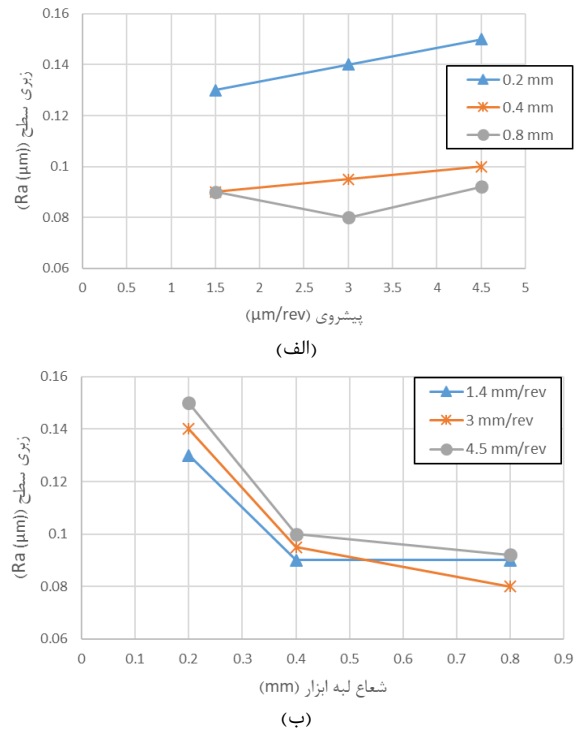 0.16
0.14
0.12
0.1
0.08
0.06
زبری سطح (Ra (µm))
0 0.5 1 1.5 2 2.5 3 3.5 4 4.5 5
پیشروی (µm/rev)
0.2 mm
0.4 mm
0.8 mm
(الف)
0.16
0.14
0.12
0.1
0.08
0.06
زبری سطح (Ra (µm))
0 0.1 0.2 0.3 0.4 0.5 0.6 0.7 0.8 0.9
شعاع لبه ابزار (mm)
1.4 mm/rev
3 mm/rev
4.5 mm/rev
(ب)